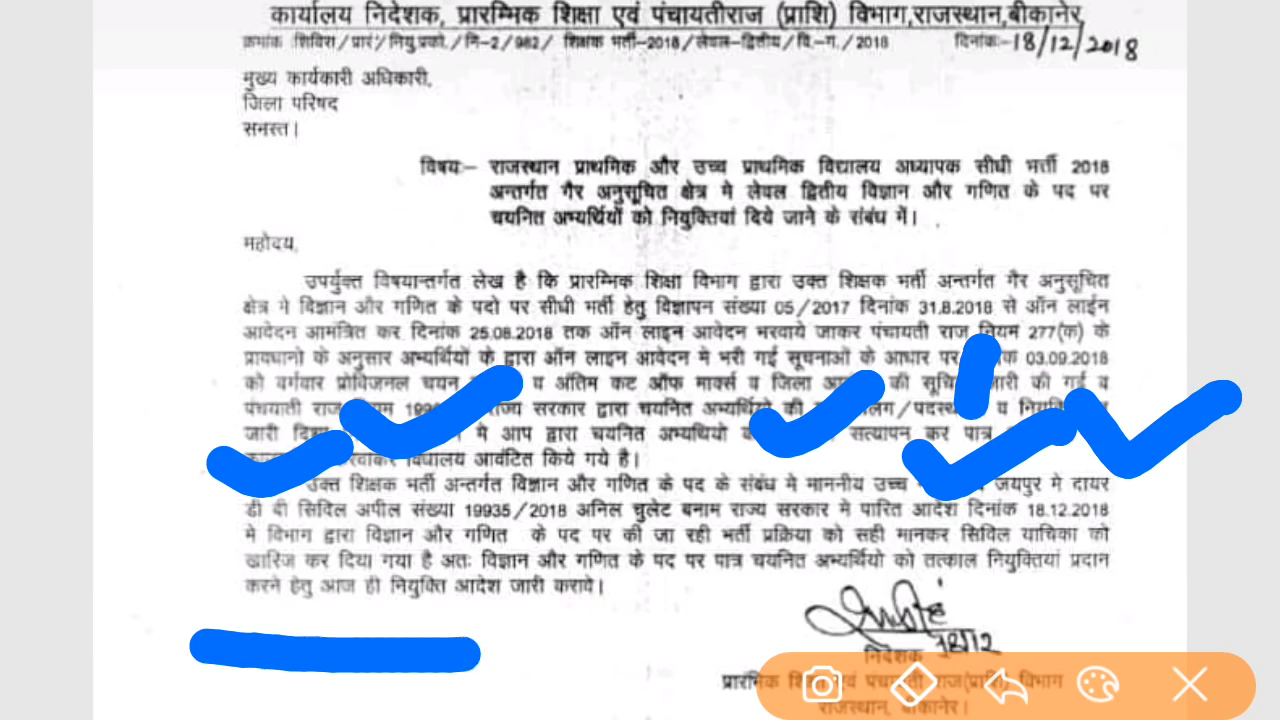 कार्यालय निदेशक, प्रारम्भिक शिक्षा एवं पंचायतीराज (प्राशि) विभाग,राजस्थान,बीकानेर
कमांक :शिविरा/प्रारं/नियु.प्रको./नि-2/962/ शिक्षक भर्ती-2018/लेवल-द्वितीय/वि.-ग./2018 दिनांकः-18/12/2018
मुख्य कार्यकारी अधिकारी,
जिला परिषद
समस्त।
विषयः- राजस्थान प्राथमिक और उच्च प्राथमिक विद्यालय अध्यापक सीधी भर्ती 2018
अन्तर्गत गैर अनुसूचित क्षेत्र मे लेवल द्वितीय विज्ञान और गणित के पद पर
चयनित अभ्यर्थियों को नियुक्तियां दिये जाने के संबंध में।
महोदय,
उपर्युक्त विषयान्तर्गत लेख है कि प्रारम्भिक शिक्षा विभाग द्वारा उक्त शिक्षक भर्ती अन्तर्गत गैर अनुसूचित
क्षेत्र मे विज्ञान और गणित के पदो पर सीधी भर्ती हेतु विज्ञापन संख्या 05/2017 दिनांक 31.8.2018 से ऑन लाईन
आवेदन आमंत्रित कर दिनांक 25.08.2018 तक ऑन लाइन आवेदन भरवाये जाकर पंचायती राज नियम 277(क) के
प्रावधानो के अनुसार अभ्यर्थियों के द्वारा ऑन लाइन आवेदन मे भरी गई सूचनाओं के आधार पर 03.09.2018
को वर्गवार प्रोविजनल चयन व अंतिम कट ऑफ मार्क्स व जिला की जारी की गई व
पंचयाती राज सरकार द्वारा चयनित अभ्यर्थियो की व
जारी मे आप द्वारा चयनित अभ्यथियो सत्यापन कर पात्र
करवाकर विद्यालय आवंटित किये गये है।
उक्त शिक्षक भर्ती अन्तर्गत विज्ञान और गणित के पद के संबंध मे माननीय उच्च जयपुर मे दायर
डी बी सिविल अपील संख्या 19935/2018 अनिल चुलेट बनाम राज्य सरकार मे पारित आदेश दिनांक 18.12.2018
मे विभाग द्वारा विज्ञान और गणित के पद पर की जा रही भर्ती प्रक्रिया को सही मानकर सिविल याचिका को
खारिज कर दिया गया है अतः विज्ञान और गणित के पद पर पात्र चयनित अभ्यर्थियो को तत्काल नियुक्तियां प्रदान
करने हेतु आज ही नियुक्ति आदेश जारी करावे।
18/12
निदेशक
प्रारंभिक शिक्षा एवं पंचायती राज(प्राशि) विभाग
राजस्थान, बीकानेर।